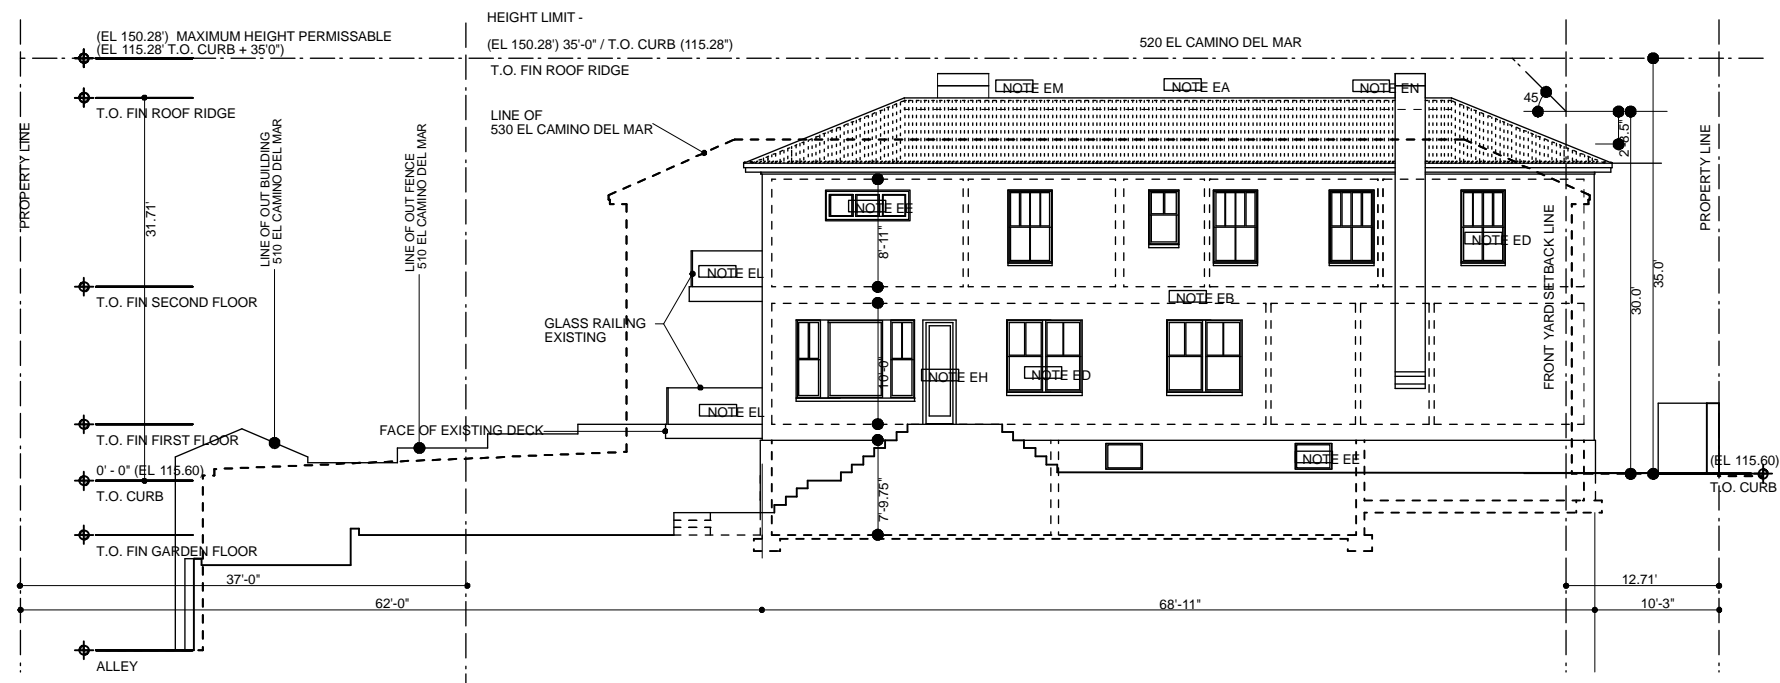 HEIGHT LIMIT -
(EL 150.28')  MAXIMUM HEIGHT PERMISSABLE
(EL 115.28' T.O. CURB + 35'0")
(EL 150.28') 35'-0" / T.O. CURB (115.28")
520 EL CAMINO DEL MAR
T.O. FIN ROOF RIDGE
NOTE EM
NOTE EA
NOTE EN
45
T.O. FIN ROOF RIDGE
LINE OF
530 EL CAMINO DEL MAR
PROPERTY LINE
LINE OF OUT BUILDING
510 EL CAMINO DEL MAR
LINE OF OUT FENCE
510 EL CAMINO DEL MAR
31.71'
NOTE EE
8'-11"
NOTE ED
FRONT YARD SETBACK LINE
PROPERTY LINE
NOTE EL
30.0'
35.0'
T.O. FIN SECOND FLOOR
NOTE EB
GLASS RAILING
EXISTING
10'-0"
NOTE EH
NOTE ED
NOTE EL
FACE OF EXISTING DECK
T.O. FIN FIRST FLOOR
NOTE EE
0' - 0" (EL 115.60)
T.O. CURB
(EL 115.60)
T.O. CURB
7'-9.75"
T.O. FIN GARDEN FLOOR
37'-0"
12.71'
62'-0"
68'-11"
10'-3"
ALLEY